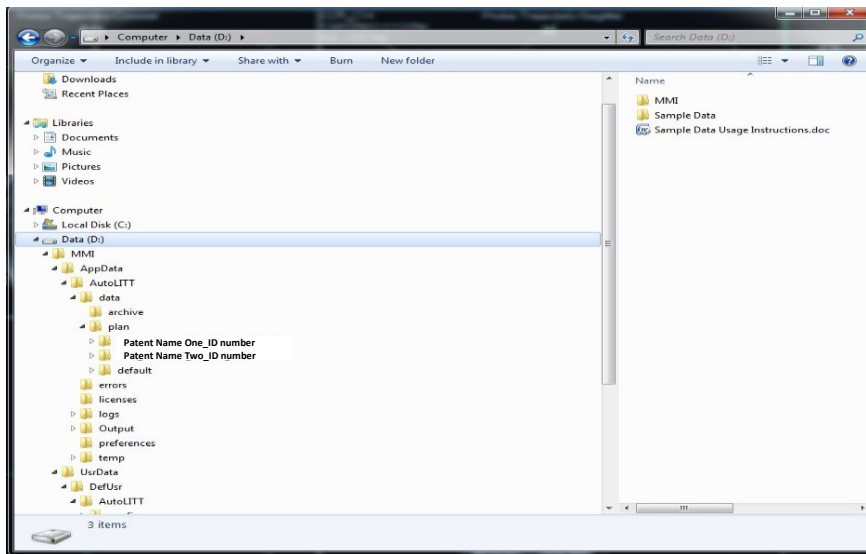 Computer ▸ Data (D:) ▸
Search Data (D:)
Organize Include in library Share with Burn New folder
Downloads
Recent Places
Libraries
Documents
Music
Pictures
Videos
Computer
Local Disk (C:)
Data (D:)
MMI
AppData
AutoLITT
data
archive
plan
Patent Name One_ID number
Patent Name Two_ID number
default
errors
licenses
logs
Output
preferences
temp
UsrData
DefUsr
AutoLITT
3 items
Name
MMI
Sample Data
Sample Data Usage Instructions.doc